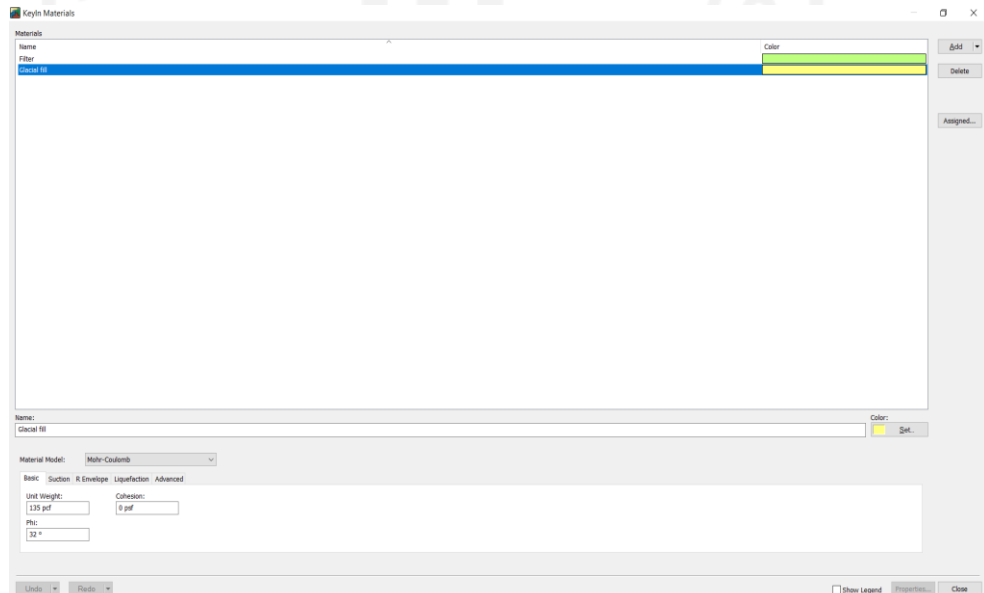 KeyIn Materials
Materials
Name Color
Add
Filter
Glacial fill
Delete
Assigned...
Name: Color:
Glacial fill Set..
Material Model: Mohr-Coulomb
Basic Suction R Envelope Liquefaction Advanced
Unit Weight: Cohesion:
135 pcf 0 psf
Phi:
32 °
Undo Redo Show Legend Properties... Close